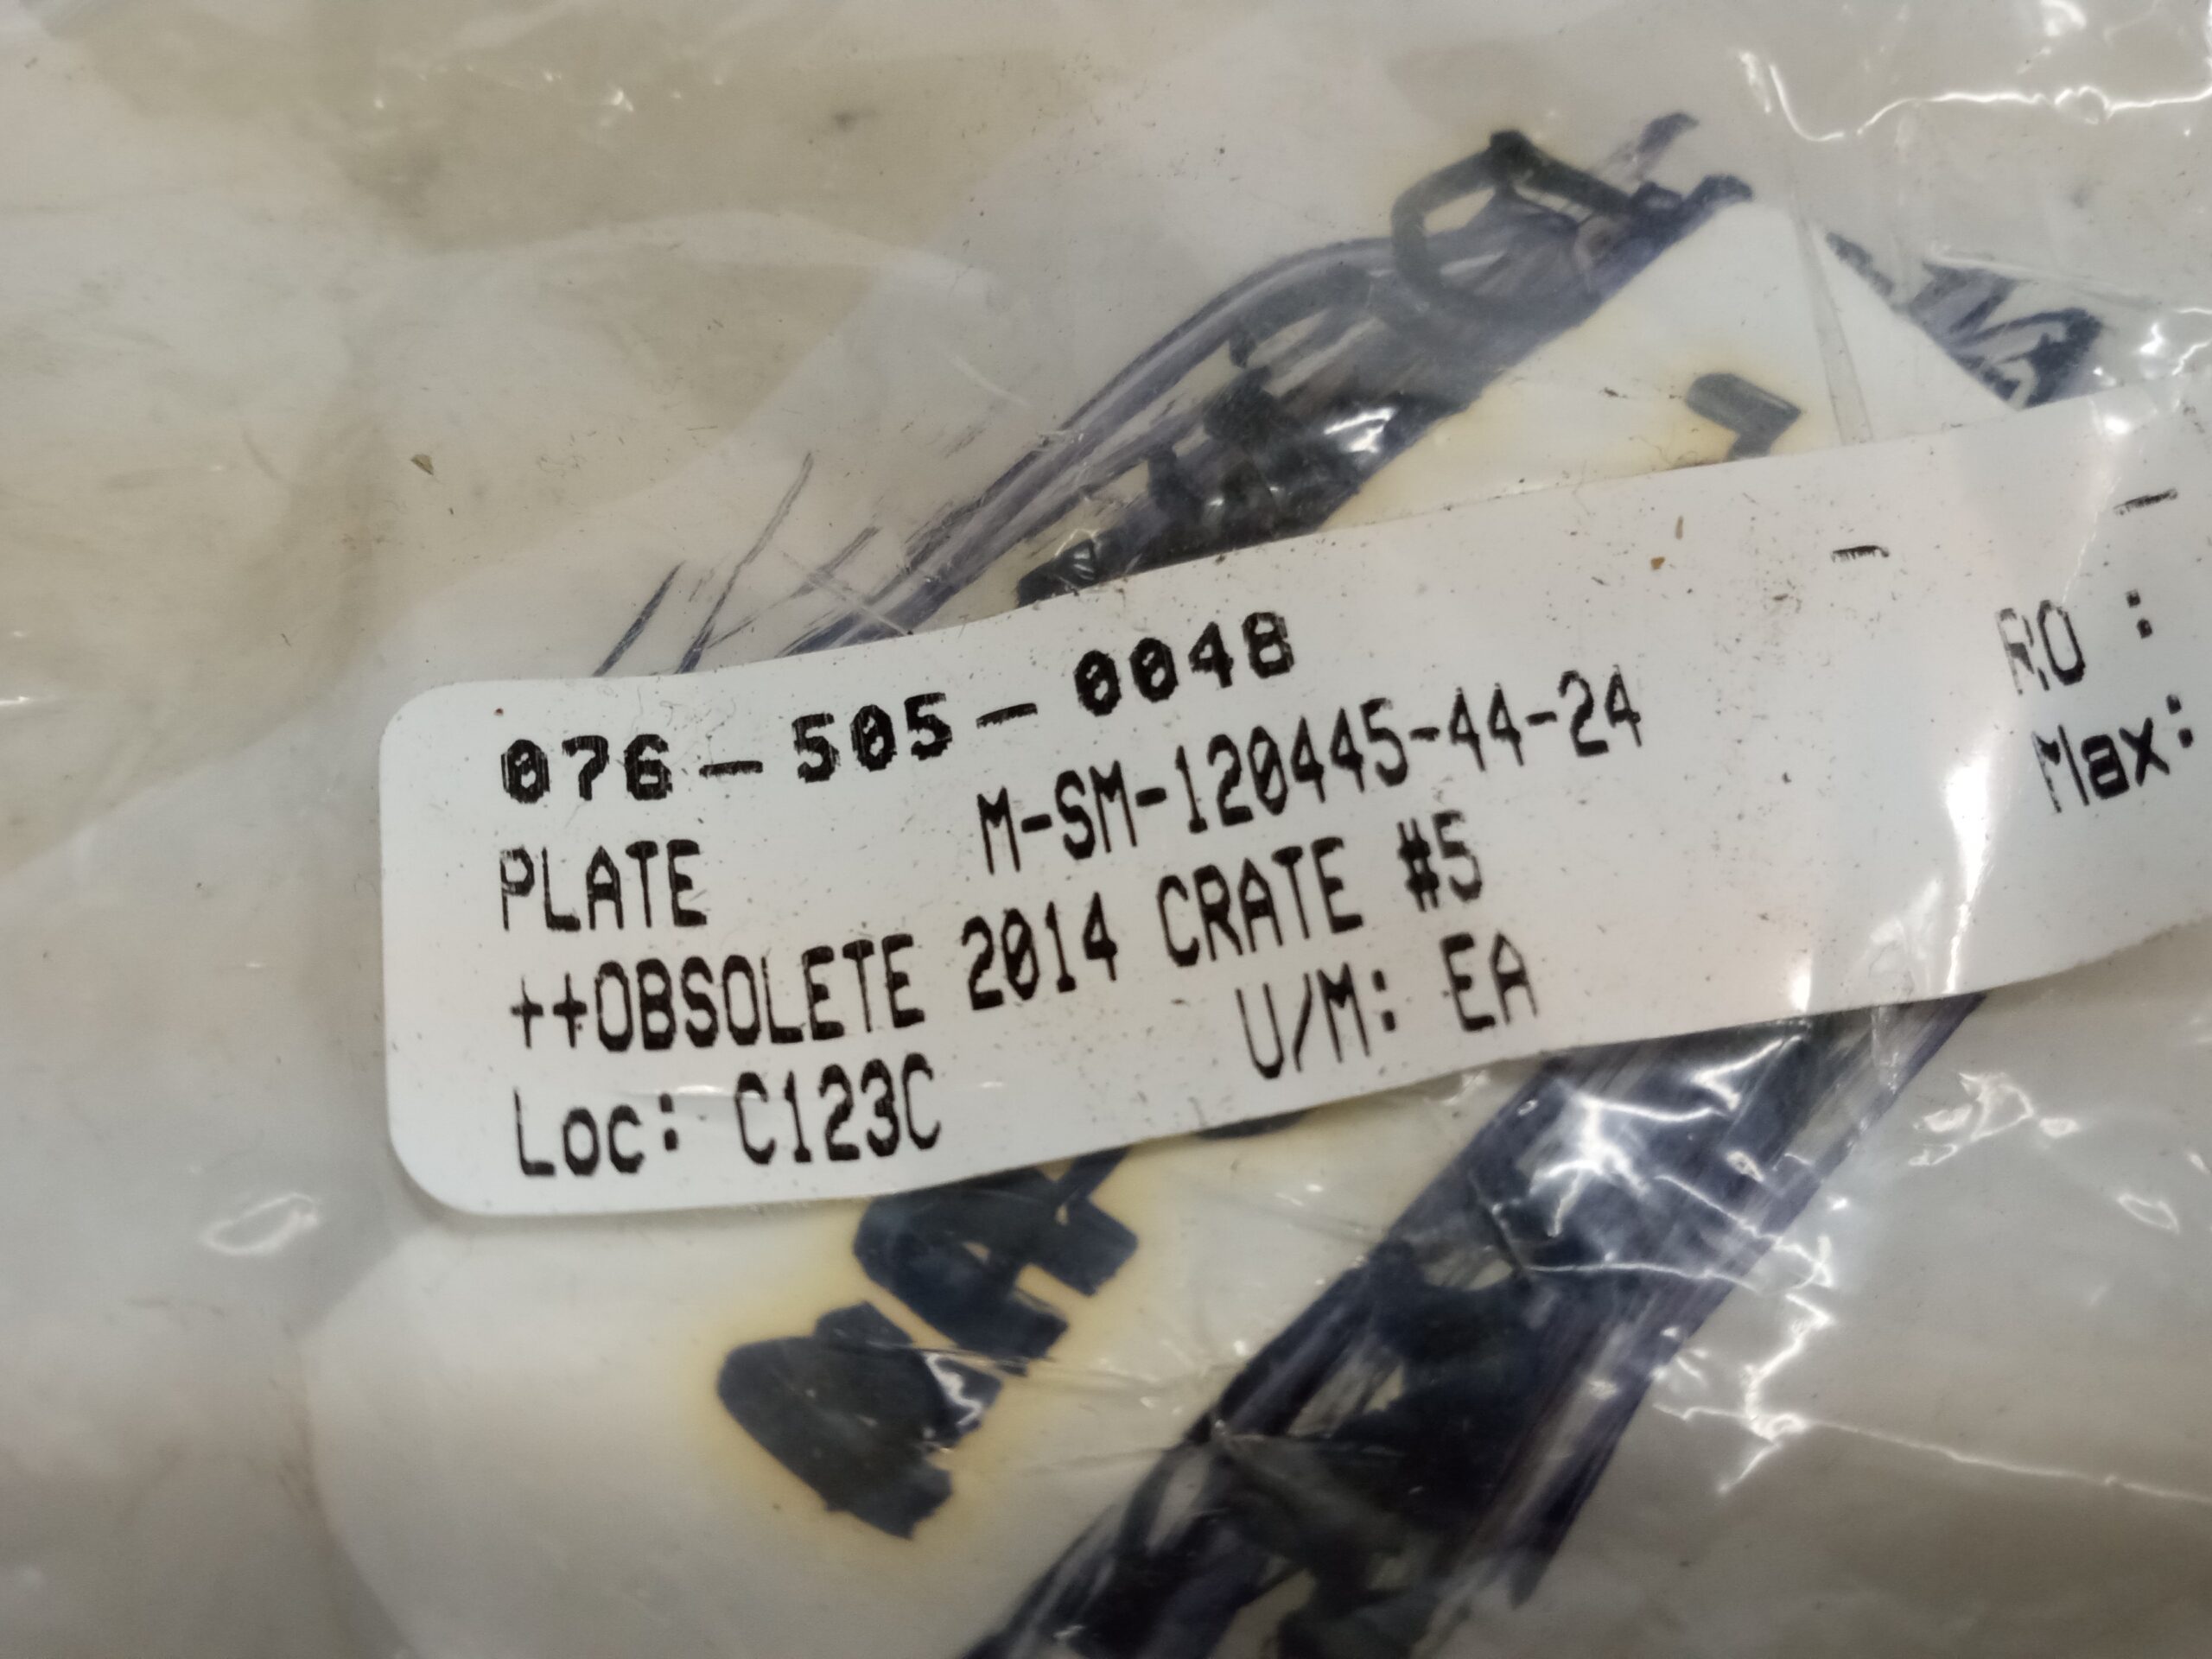 076-505-0048
PLATE M-SM-120445-44-24 RO :
++OBSOLETE 2014 CRATE #5 Max:
Loc: C123C U/M: EA